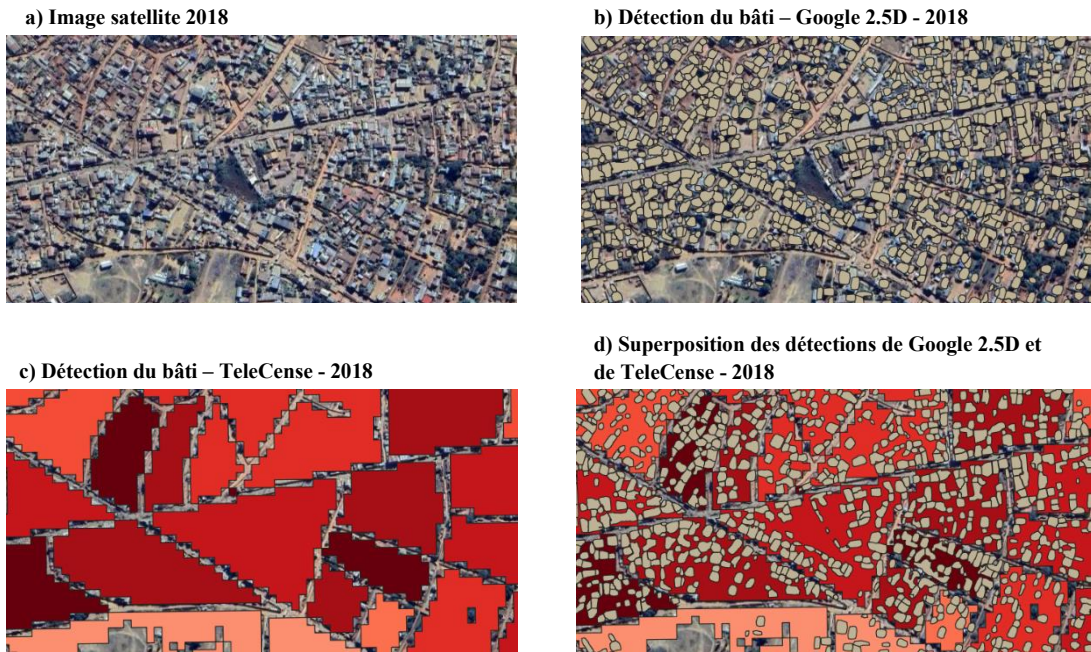 a) Image satellite 2018
b) Détection du bâti – Google 2.5D - 2018
c) Détection du bâti – TeleCense - 2018
d) Superposition des détections de Google 2.5D et
de TeleCense - 2018